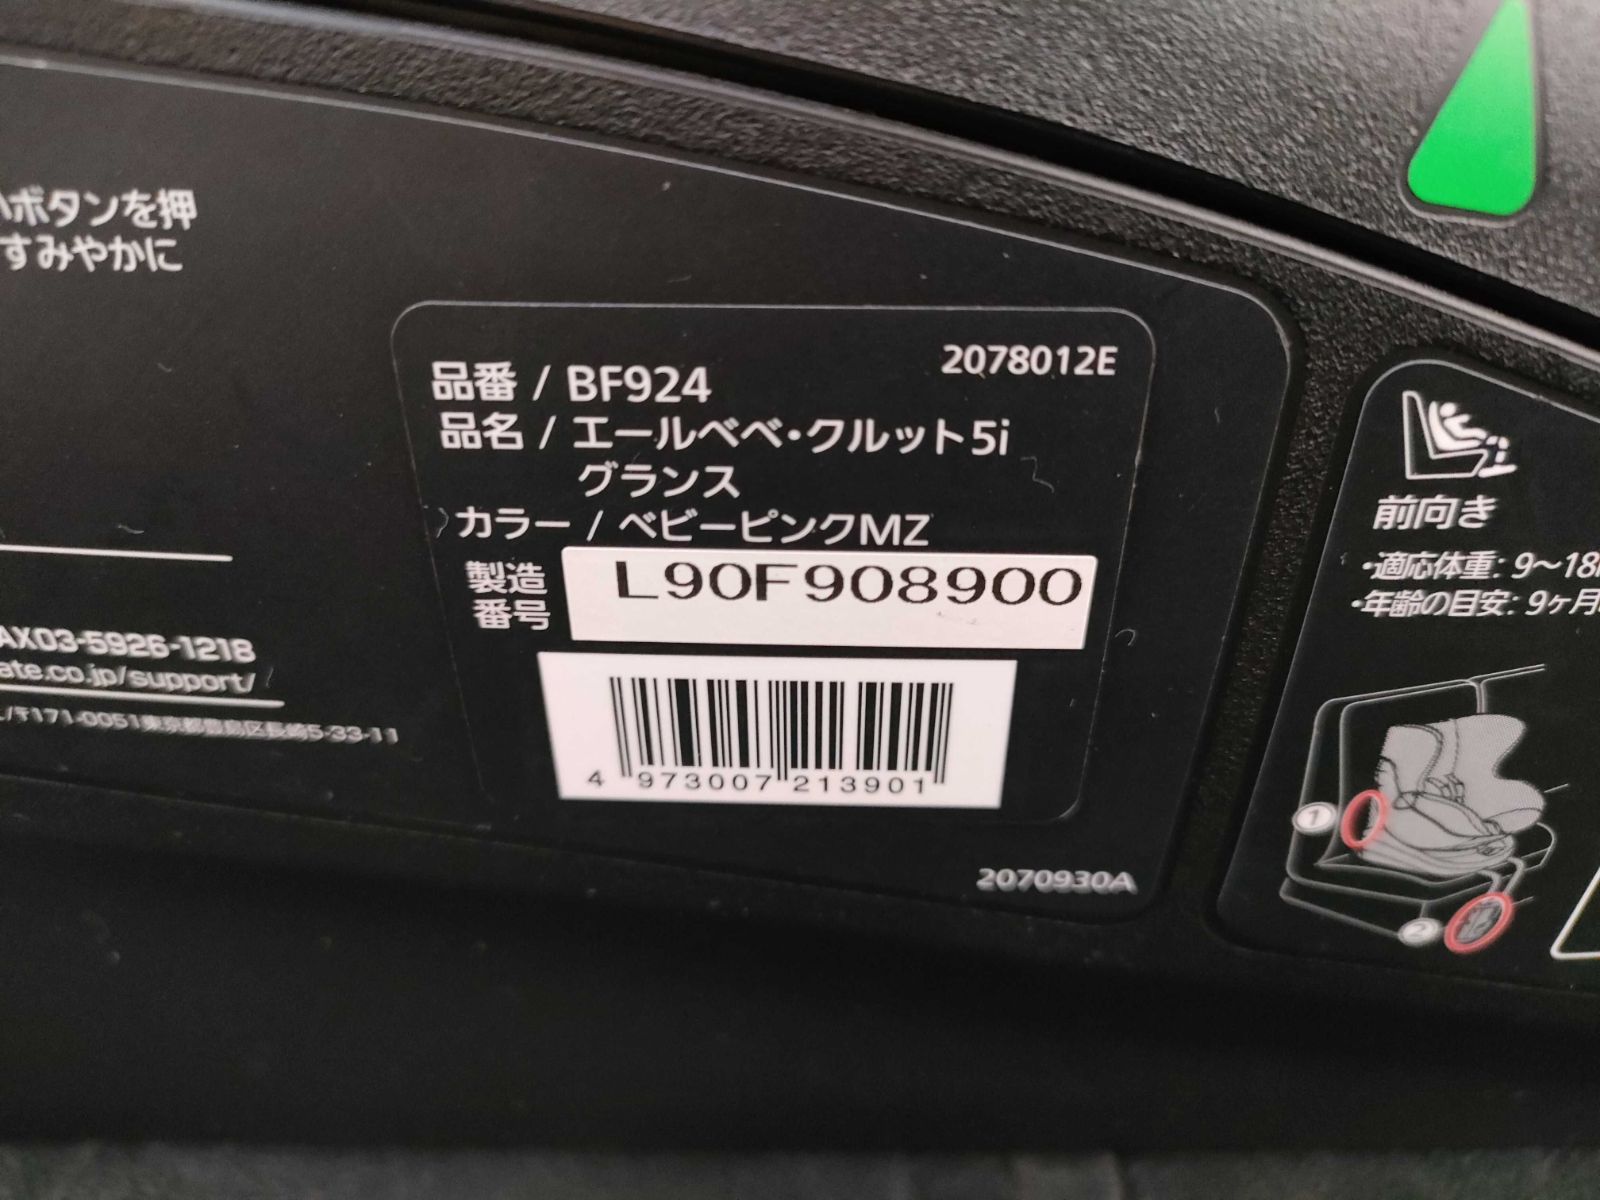 ボタンを押
すみやかに
AX03-5926-1218
ate.co.jp/support/
/〒171-0051東京都豊島区長崎5-33-11
2078012E
品番 / BF924
品名 / エールベベ・クルット5i
グランス
カラー / ベビーピンクMZ
製造
番号
L90F908900
4 973007 213901
2070930A
前向き
・適応体重: 9〜18
・年齢の目安: 9ヶ月
1
2